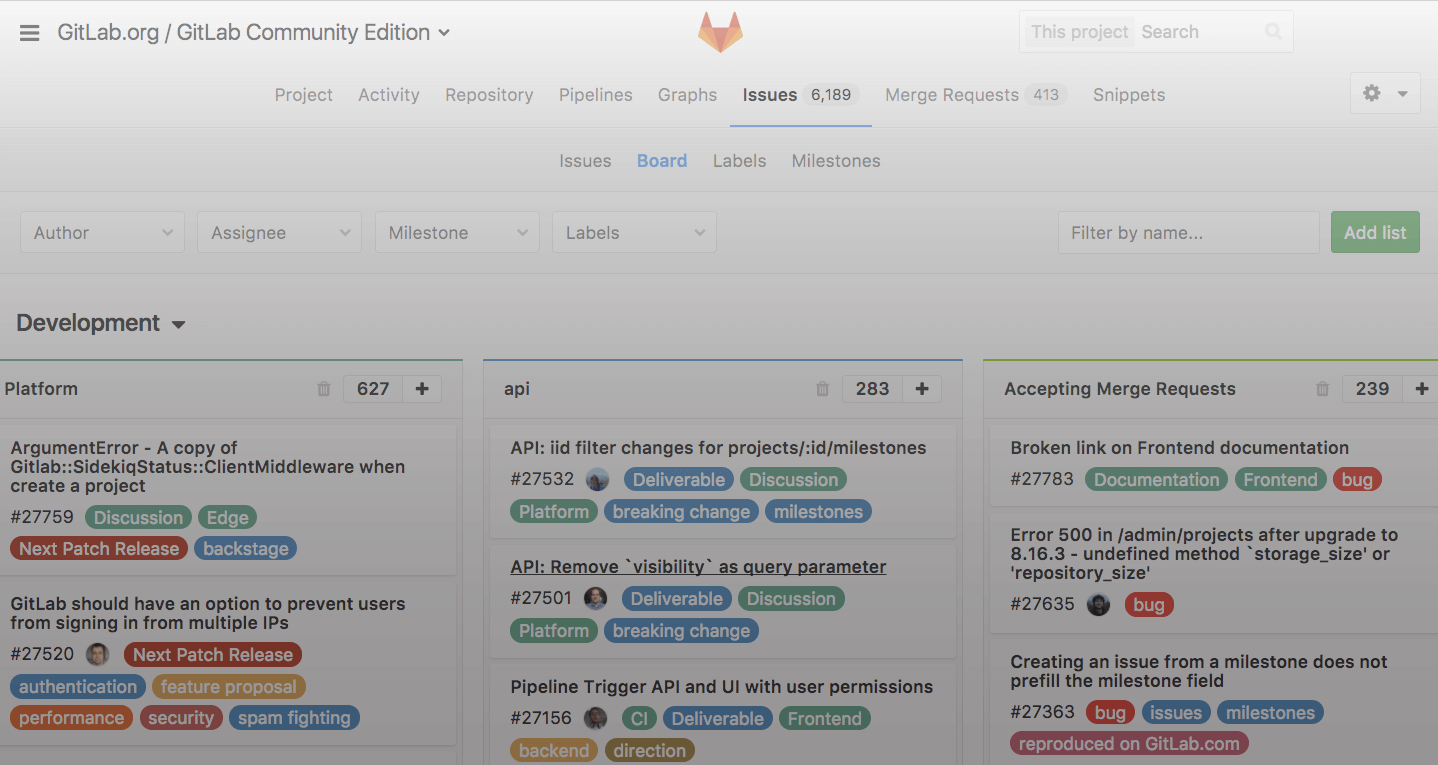 GitLab.org / GitLab Community Edition
This project Search
Project Activity Repository Pipelines Graphs Issues 6,189 Merge Requests 413 Snippets
Issues Board Labels Milestones
Author Assignee Milestone Labels Filter by name... Add list
Development
Platform 627
ArgumentError - A copy of
Gitlab::SidekiqStatus::ClientMiddleware when
create a project
#27759 Discussion Edge
Next Patch Release backstage
GitLab should have an option to prevent users
from signing in from multiple IPs
#27520 Next Patch Release
authentication feature proposal
performance security spam fighting
api 283
API: iid filter changes for projects/:id/milestones
#27532 Deliverable Discussion
Platform breaking change milestones
API: Remove `visibility` as query parameter
#27501 Deliverable Discussion
Platform breaking change
Pipeline Trigger API and UI with user permissions
#27156 CI Deliverable Frontend
backend direction
Accepting Merge Requests 239
Broken link on Frontend documentation
#27783 Documentation Frontend bug
Error 500 in /admin/projects after upgrade to
8.16.3 - undefined method `storage_size' or
'repository_size'
#27635 bug
Creating an issue from a milestone does not
prefill the milestone field
#27363 bug issues milestones
reproduced on GitLab.com